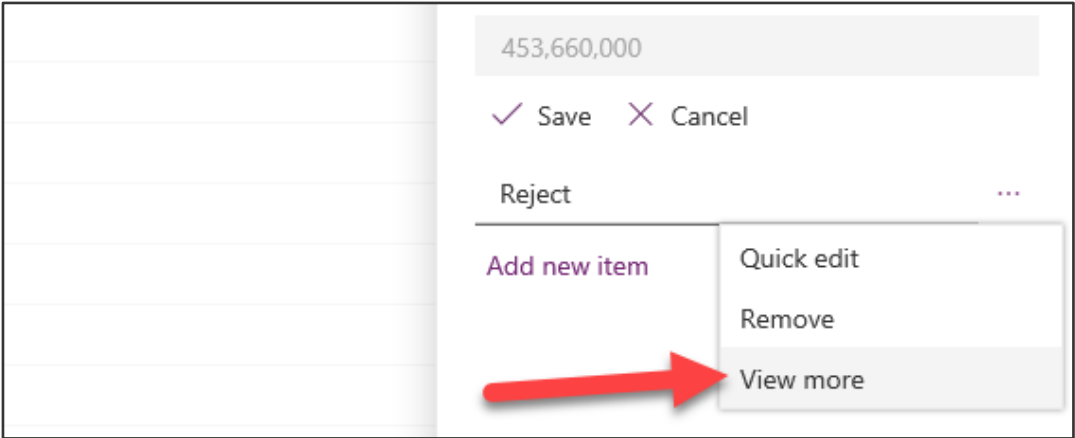 453,660,000
Save Cancel
Reject ...
Add new item
Quick edit
Remove
View more